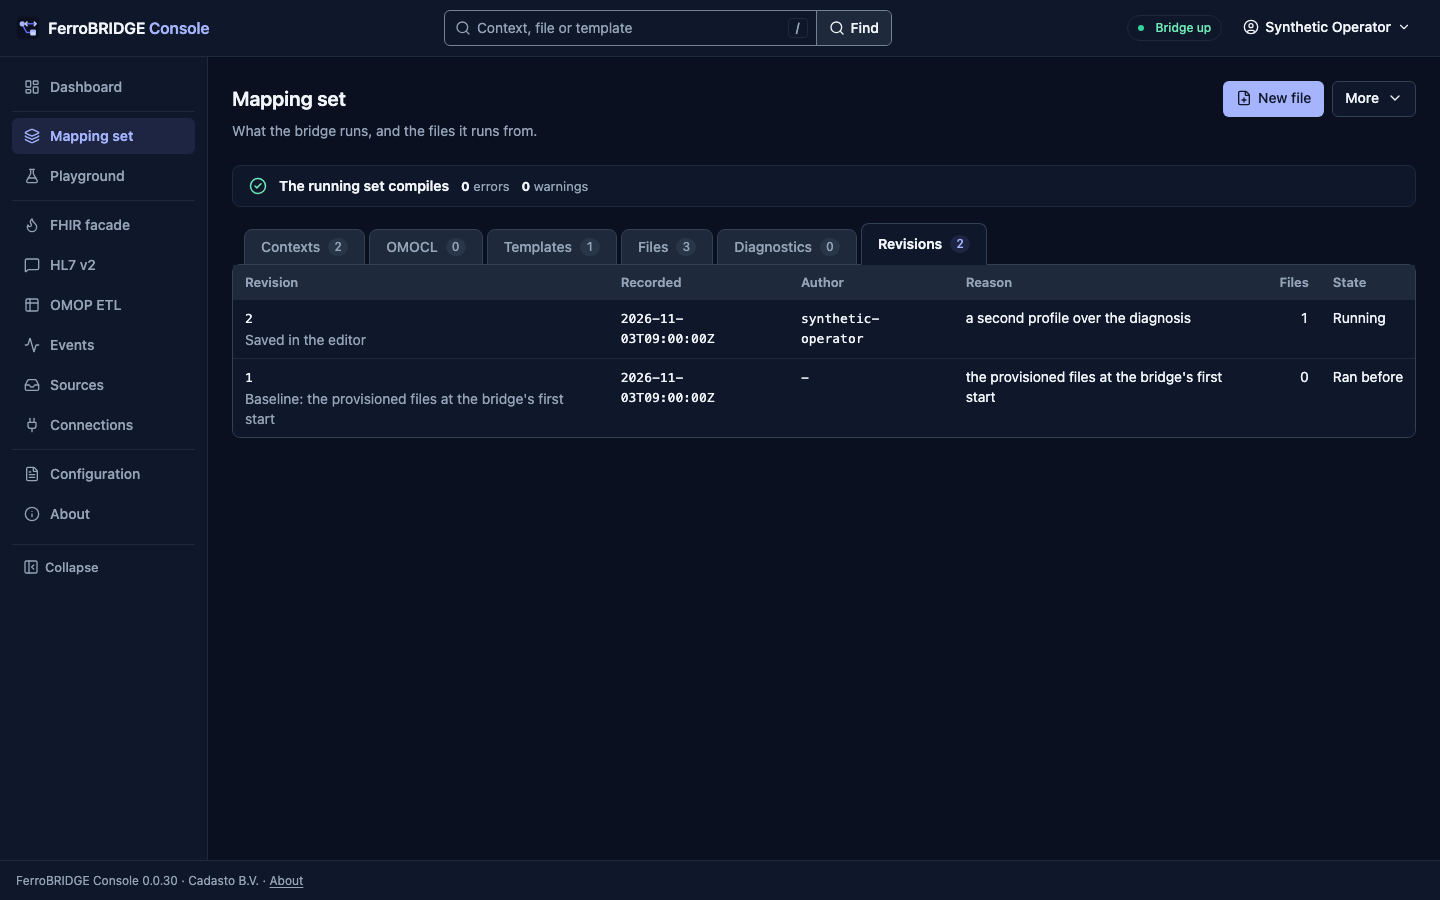 FerroBRIDGE Console
Context, file or template
/
Find
Bridge up
Synthetic Operator
Dashboard
Mapping set
Playground
FHIR facade
HL7 v2
OMOP ETL
Events
Sources
Connections
Configuration
About
Collapse
Mapping set
New file
More
What the bridge runs, and the files it runs from.
The running set compiles 0 errors 0 warnings
Contexts 2
OMOCL 0
Templates 1
Files 3
Diagnostics 0
Revisions 2
Revision Recorded Author Reason Files State
2 2026-11- synthetic- a second profile over the diagnosis 1 Running
Saved in the editor 03T09:00:00Z operator
1 2026-11- – the provisioned files at the bridge's first 0 Ran before
Baseline: the provisioned files at the bridge's first 03T09:00:00Z start
start
FerroBRIDGE Console 0.0.30 · Cadasto B.V. · About